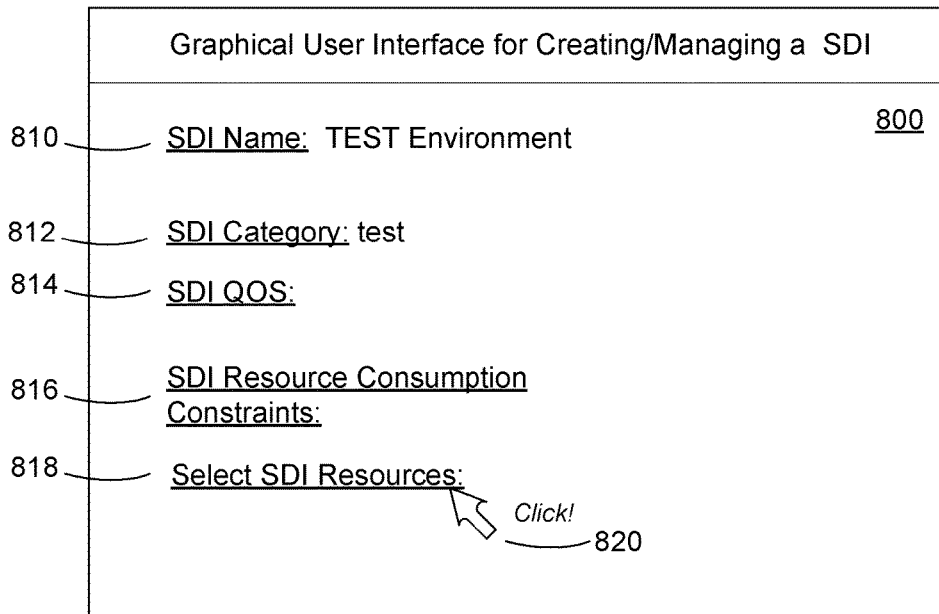 Graphical User Interface for Creating/Managing a SDI
800
810 SDI Name: TEST Environment
812 SDI Category: test
814 SDI QOS:
816 SDI Resource Consumption
Constraints:
818 Select SDI Resources:
Click!
820